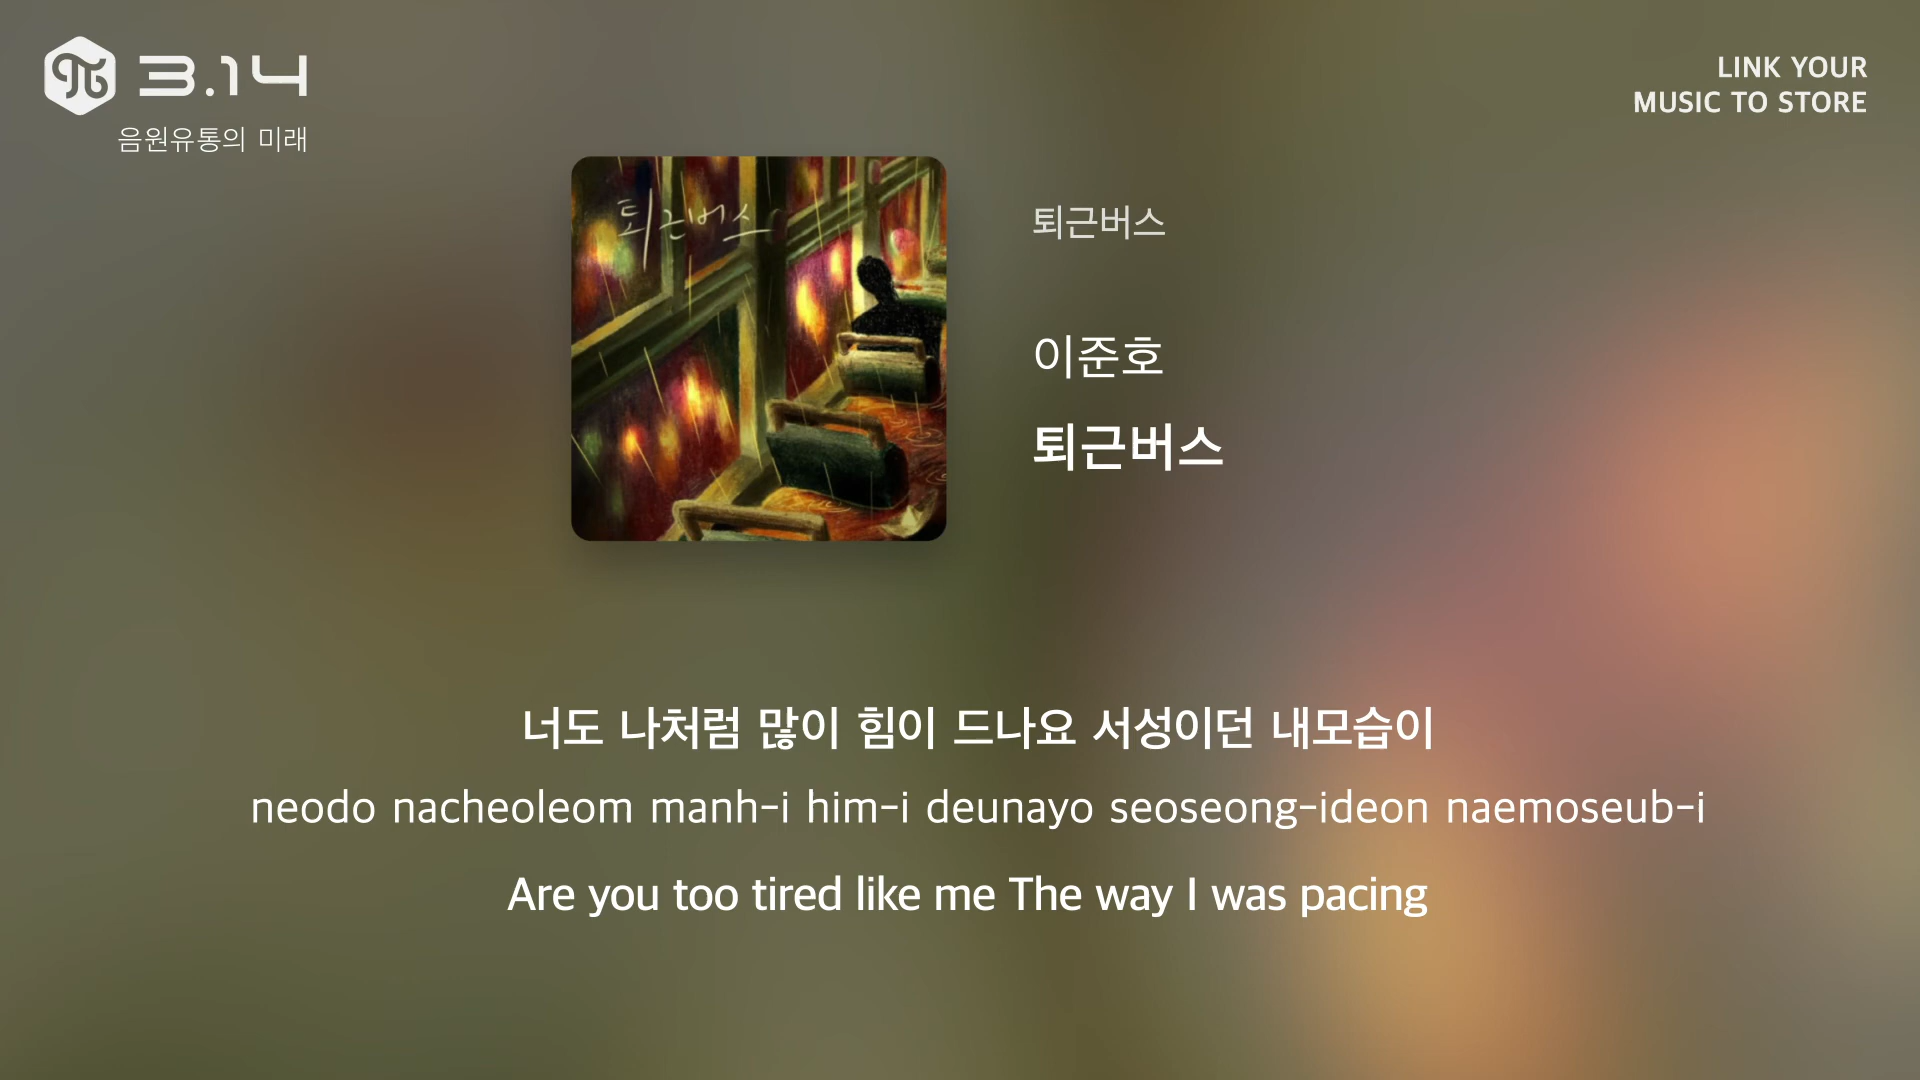 3.14
음원유통의 미래
LINK YOUR
MUSIC TO STORE
퇴근버스
퇴근버스
이준호
퇴근버스
너도 나처럼 많이 힘이 드나요 서성이던 내모습이
neodo nacheoleom manh-i him-i deunayo seoseong-ideon naemoseub-i
Are you too tired like me The way I was pacing